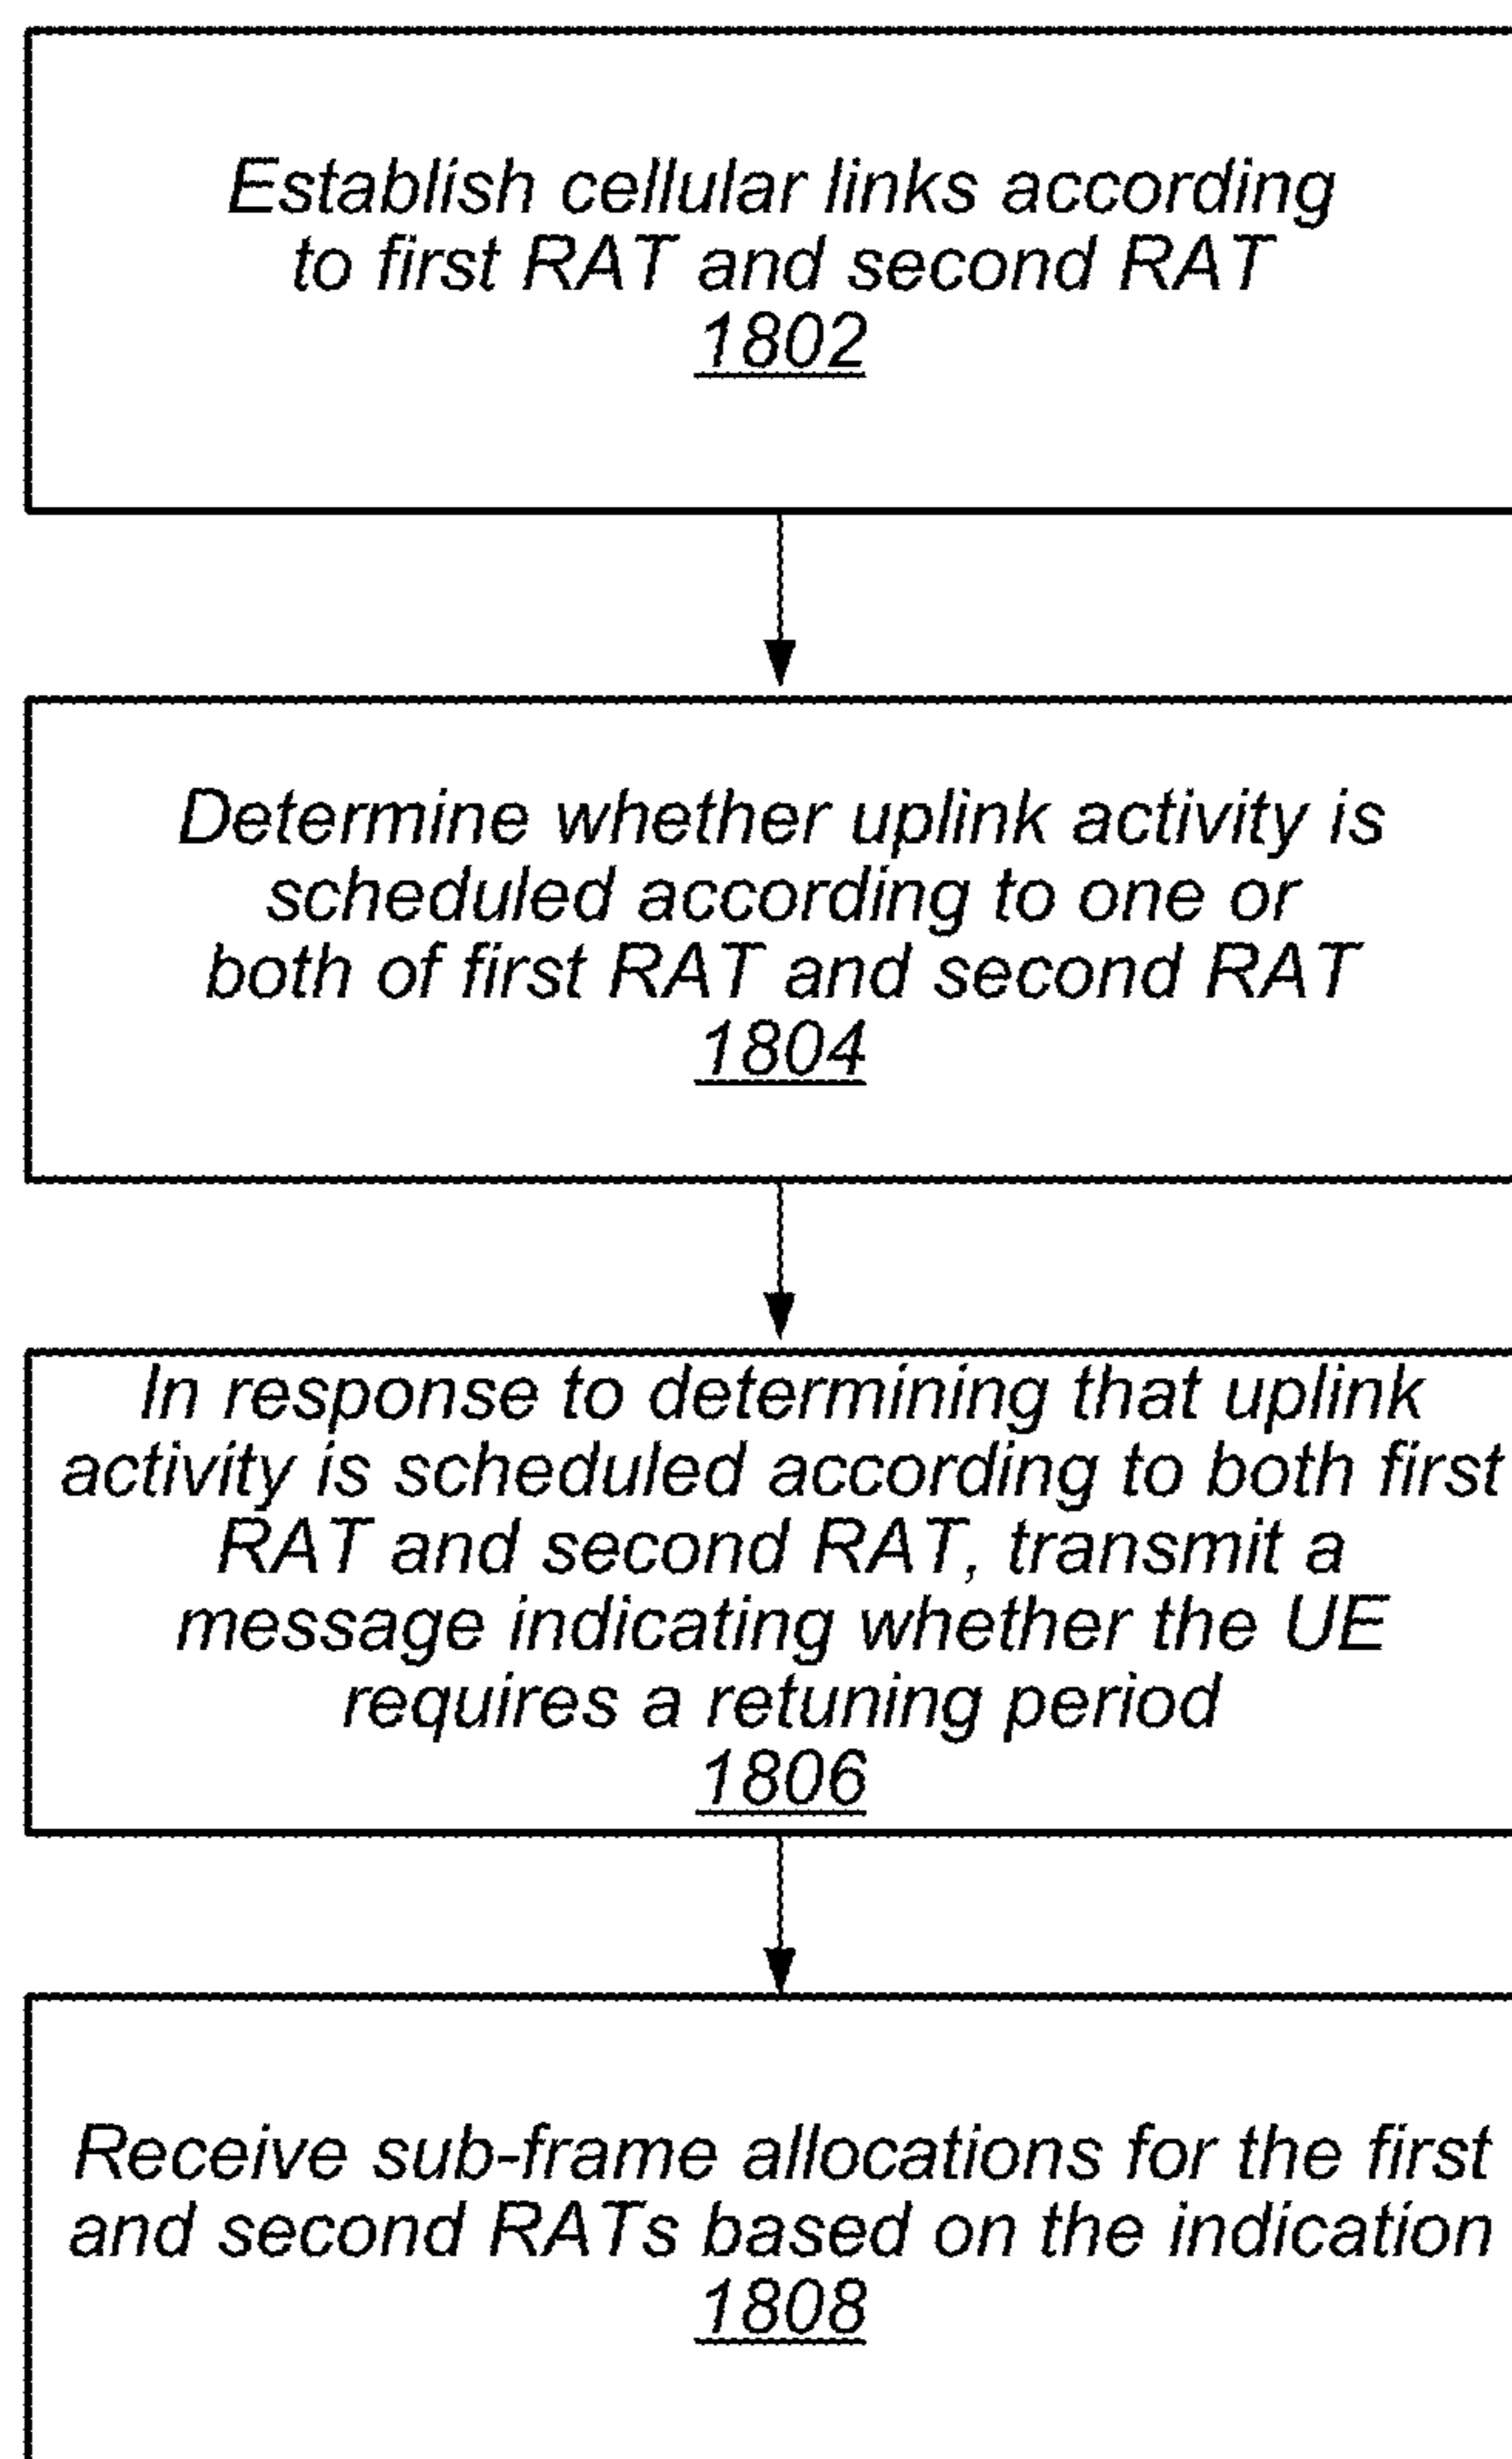 Establish cellular links according
to first RAT and second RAT
1802
Determine whether uplink activity is
scheduled according to one or
both of first RAT and second RAT
1804
In response to determining that uplink
activity is scheduled according to both first
RAT and second RAT, transmit a
message indicating whether the UE
requires a retuning period
1806
Receive sub-frame allocations for the first
and second RATs based on the indication
1808